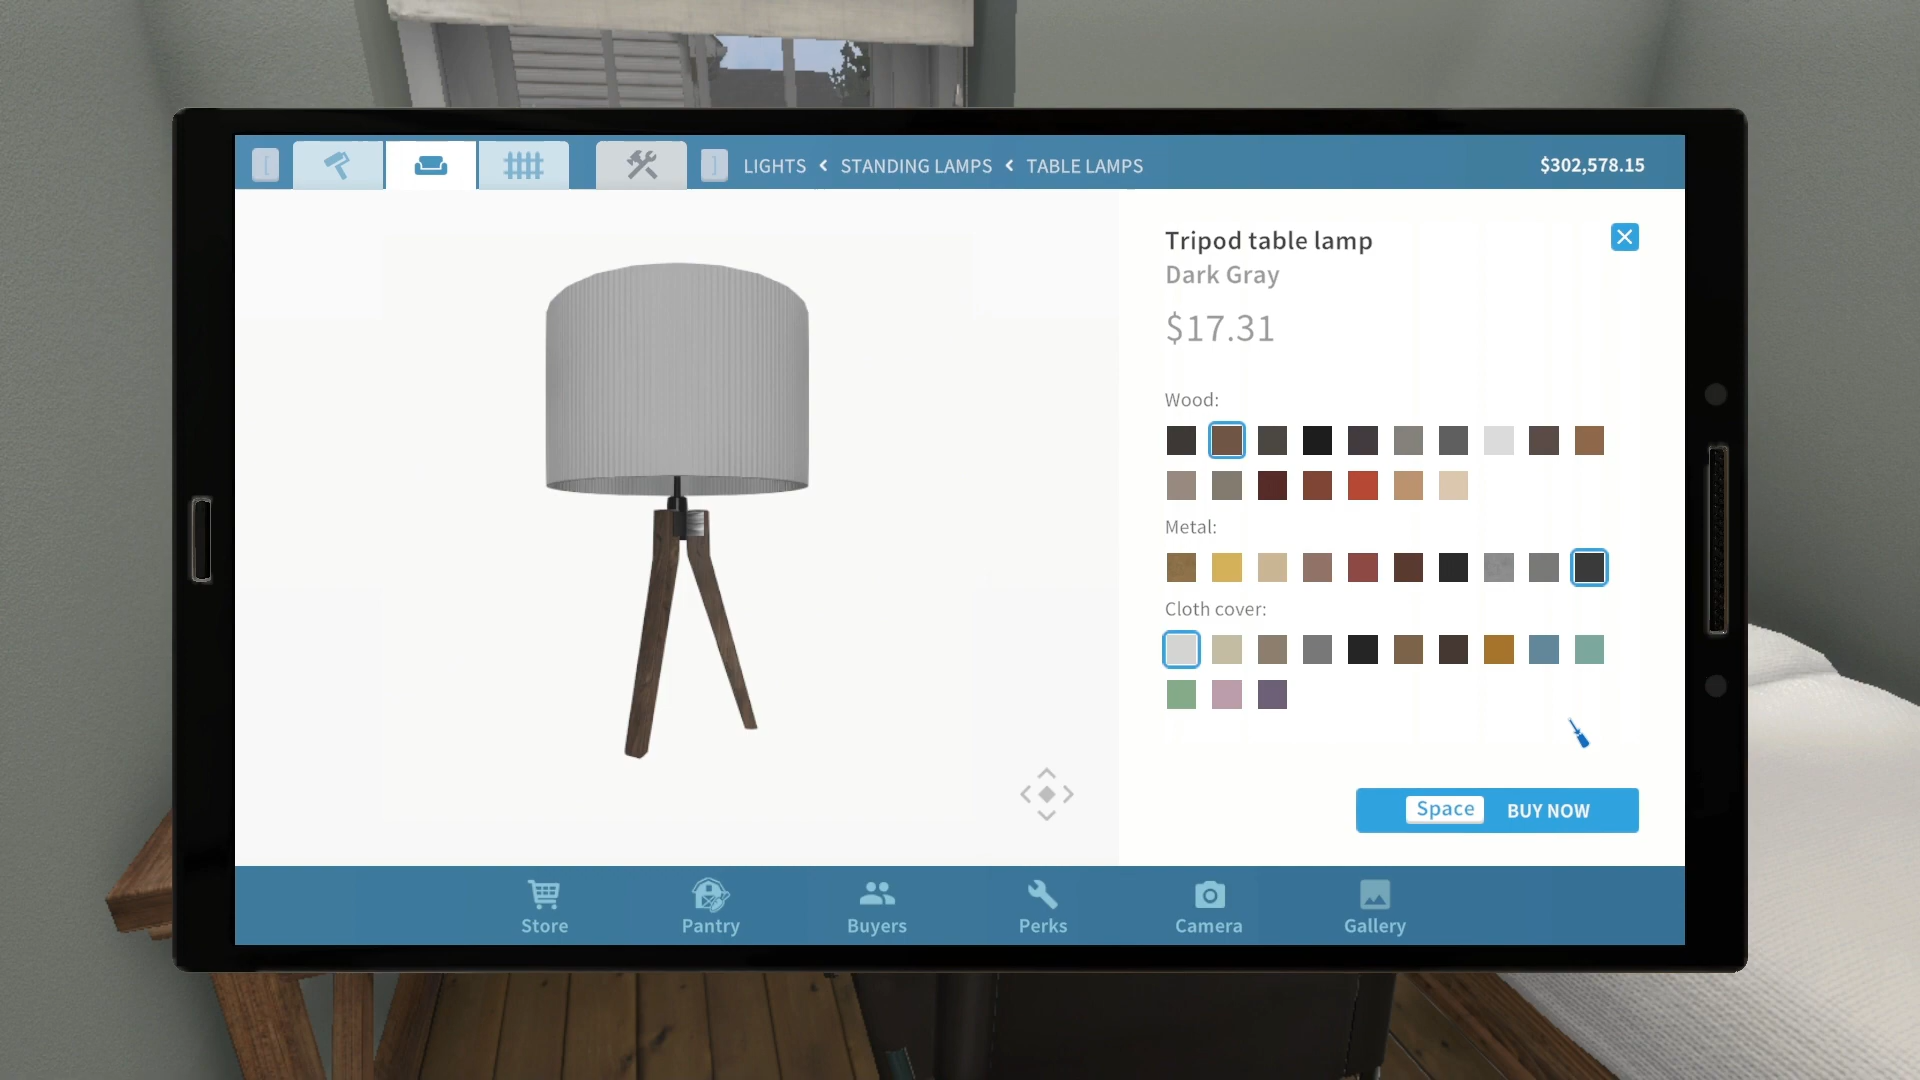 [
]
LIGHTS < STANDING LAMPS < TABLE LAMPS
$302,578.15
Tripod table lamp
Dark Gray
$17.31
Wood:
Metal:
Cloth cover:
Space BUY NOW
Store
Pantry
Buyers
Perks
Camera
Gallery